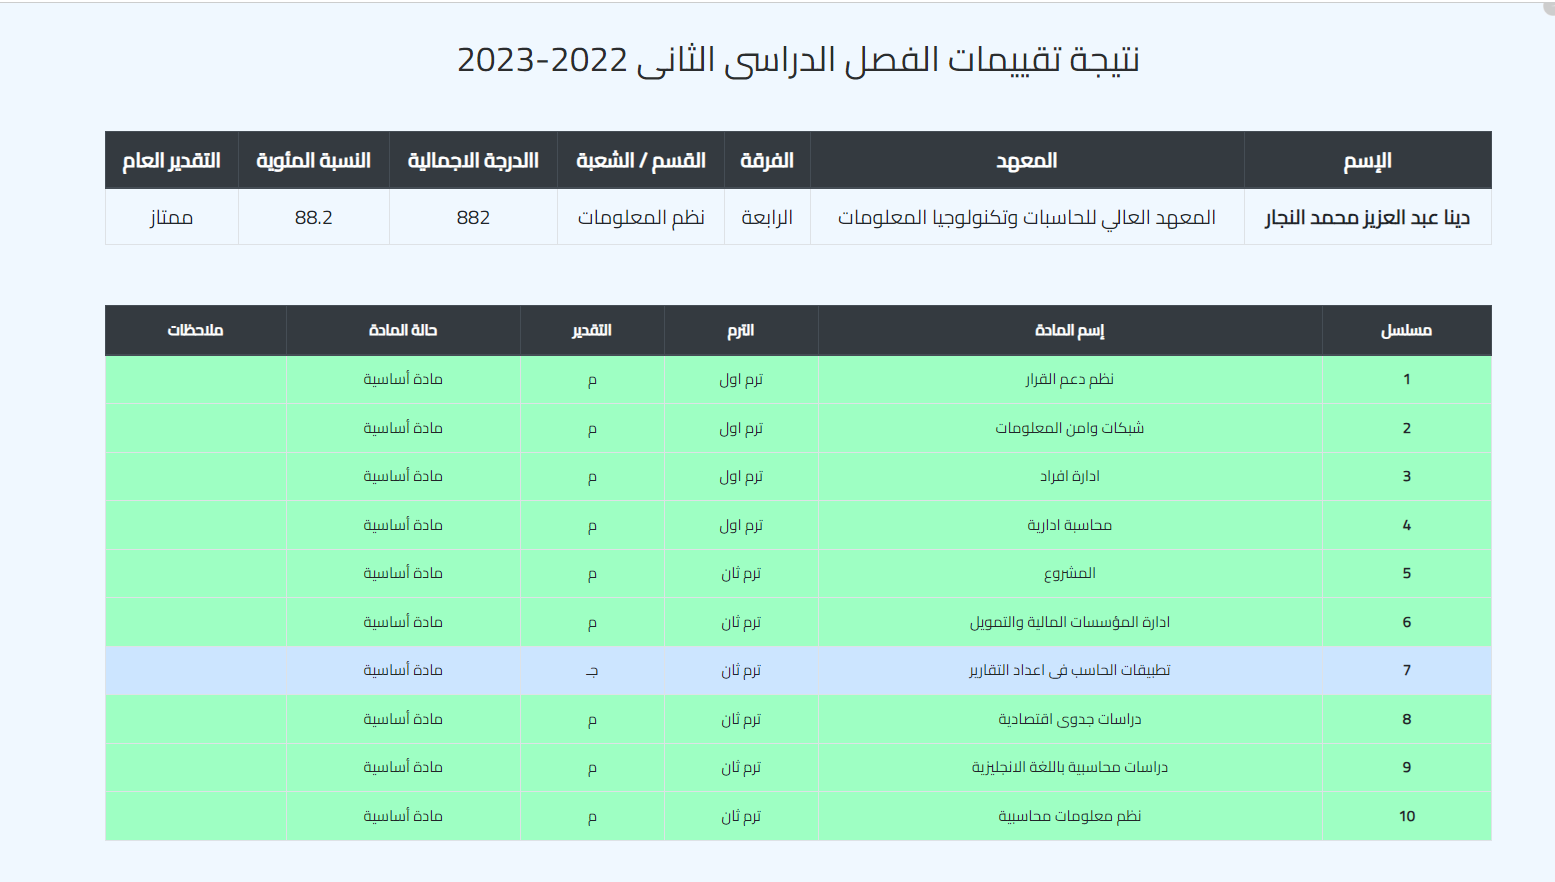 نتيجة تقييمات الفصل الدراسى الثانى 2022-2023
الإسم المعهد الفرقة القسم / الشعبة االدرجة الاجمالية النسبة المئوية التقدير العام
دينا عبد العزيز محمد النجار المعهد العالي للحاسبات وتكنولوجيا المعلومات الرابعة نظم المعلومات 882 88.2 ممتاز
مسلسل إسم المادة الترم التقدير حالة المادة ملاحظات
1 نظم دعم القرار ترم اول م مادة أساسية
2 شبكات وامن المعلومات ترم اول م مادة أساسية
3 ادارة افراد ترم اول م مادة أساسية
4 محاسبة ادارية ترم اول م مادة أساسية
5 المشروع ترم ثان م مادة أساسية
6 ادارة المؤسسات المالية والتمويل ترم ثان م مادة أساسية
7 تطبيقات الحاسب فى اعداد التقارير ترم ثان جـ مادة أساسية
8 دراسات جدوى اقتصادية ترم ثان م مادة أساسية
9 دراسات محاسبية باللغة الانجليزية ترم ثان م مادة أساسية
10 نظم معلومات محاسبية ترم ثان م مادة أساسية